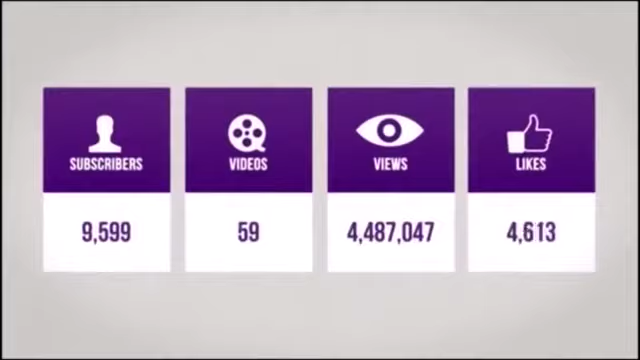 SUBSCRIBERS
9,599
VIDEOS
59
VIEWS
4,487,047
LIKES
4,613